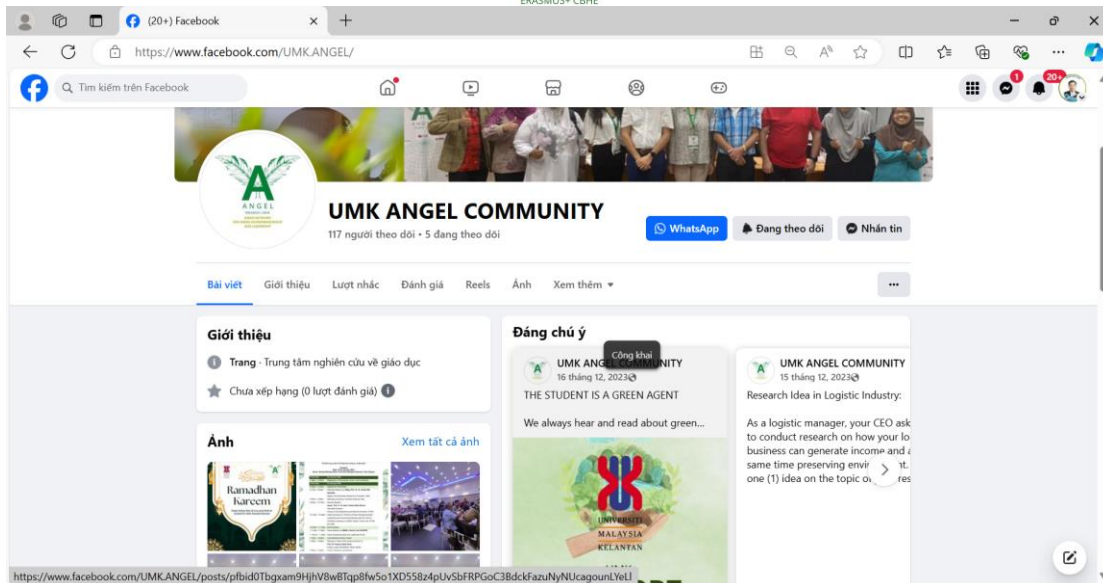 ERASMUS+ CBHE
(20+) Facebook
https://www.facebook.com/UMK.ANGEL/
Tìm kiếm trên Facebook
1
20+
A
ANGEL
UMK ANGEL COMMUNITY
117 người theo dõi • 5 đang theo dõi
WhatsApp
Đang theo dõi
Nhắn tin
Bài viết Giới thiệu Lượt nhắc Đánh giá Reels Ảnh Xem thêm
Giới thiệu
Trang · Trung tâm nghiên cứu về giáo dục
Chưa xếp hạng (0 lượt đánh giá)
Ảnh
Xem tất cả ảnh
Ramadhan
Kareem
Đáng chú ý
Công khai
UMK ANGEL COMMUNITY
16 tháng 12, 2023
THE STUDENT IS A GREEN AGENT
We always hear and read about green...
UNIVERSITI
MALAYSIA
KELANTAN
UMK ANGEL COMMUNITY
15 tháng 12, 2023
Research Idea in Logistic Industry:
As a logistic manager, your CEO ask
to conduct research on how your lo
business can generate income and a
same time preserving envir nt.
one (1) idea on the topic o res
https://www.facebook.com/UMK.ANGEL/posts/pfbid0Tbgxam9HjhV8wBTqp8fw5o1XD558z4pUvSbFRPGoC3BdckFazuNyNUcagounLYeLl